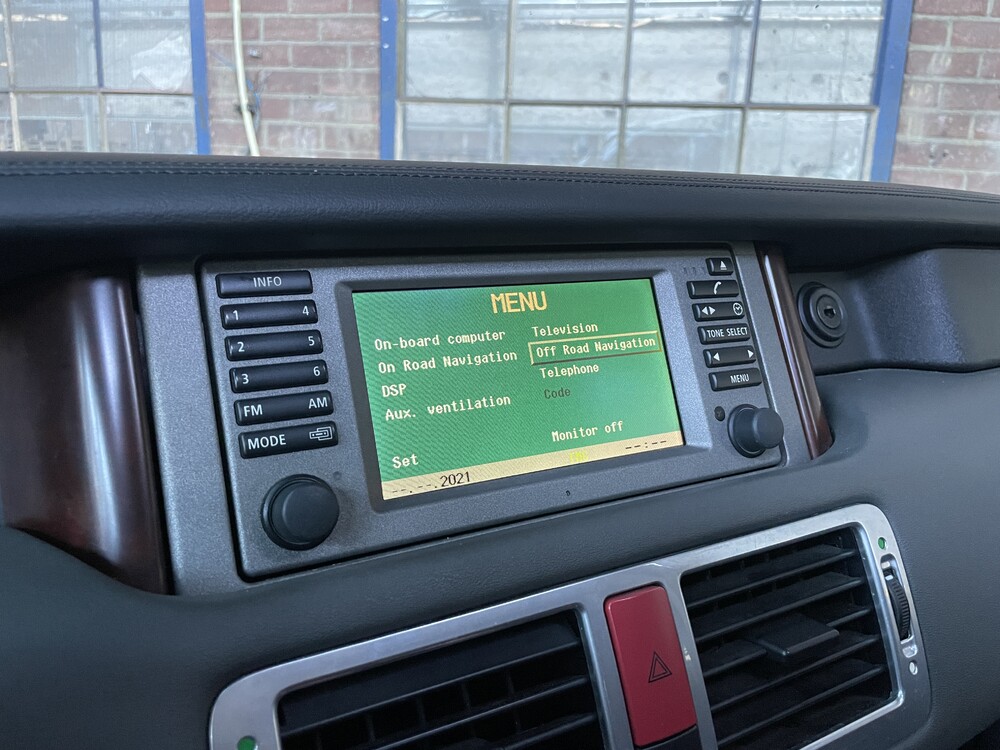 INFO
1 4
2 5
3 6
FM AM
MODE
MENU
On-board computer
On Road Navigation
DSP
Aux. ventilation
Set
Television
Off Road Navigation
Telephone
Code
Monitor off
--.--.2021
--:--
TONE SELECT
MENU